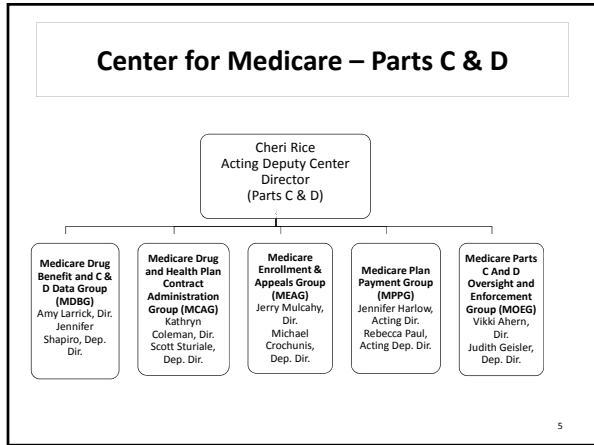 Center for Medicare – Parts C & D
Cheri Rice
Acting Deputy Center
Director
(Parts C & D)
Medicare Drug
Benefit and C &
D Data Group
(MDBG)
Amy Larrick, Dir.
Jennifer
Shapiro, Dep.
Dir.
Medicare Drug
and Health Plan
Contract
Administration
Group (MCAG)
Kathryn
Coleman, Dir.
Scott Sturiale,
Dep. Dir.
Medicare
Enrollment &
Appeals Group
(MEAG)
Jerry Mulcahy,
Dir.
Michael
Crochunis,
Dep. Dir.
Medicare Plan
Payment Group
(MPPG)
Jennifer Harlow,
Acting Dir.
Rebecca Paul,
Acting Dep. Dir.
Medicare Parts
C And D
Oversight and
Enforcement
Group (MOEG)
Vikki Ahern,
Dir.
Judith Geisler,
Dep. Dir.
5